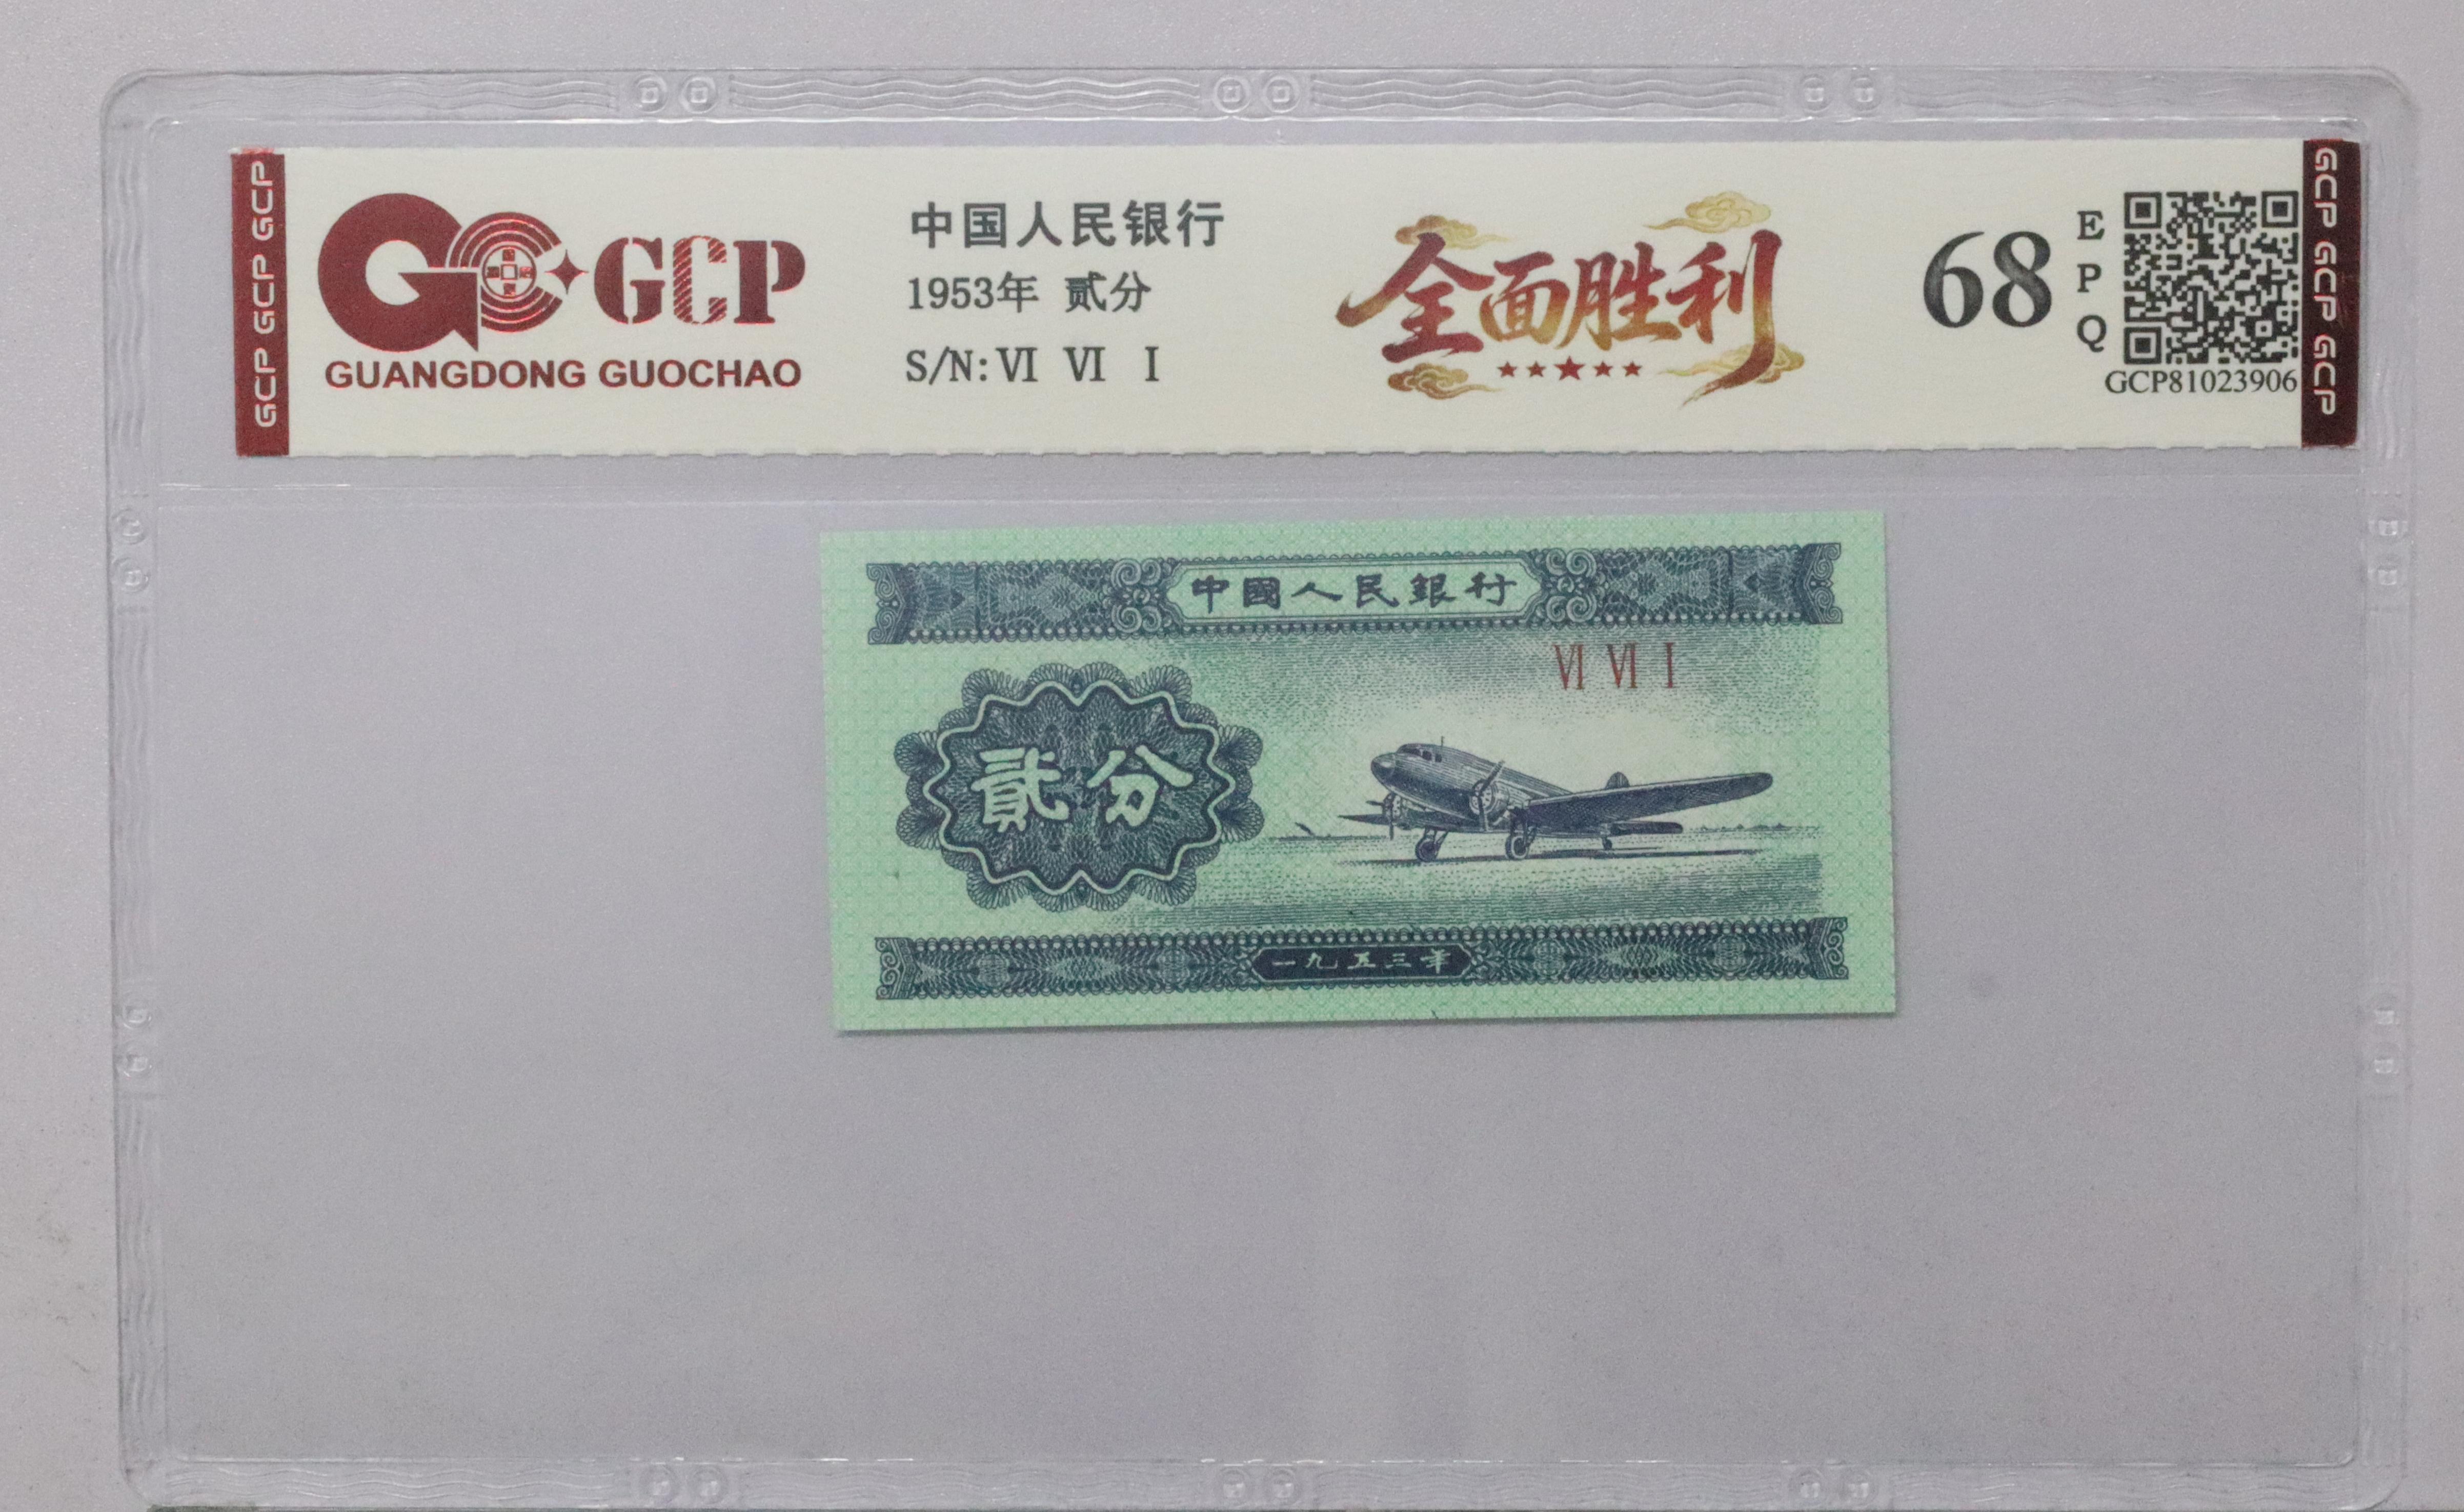 GCP GCP GCP
GCP
GUANGDONG GUOCHAO
中国人民银行
1953年 贰分
S/N:Ⅵ Ⅵ Ⅰ
全面胜利
68
EPQ
GCP81023906
GCP GCP GCP
中國人民銀行
Ⅵ Ⅵ Ⅰ
貳分
一九五三年